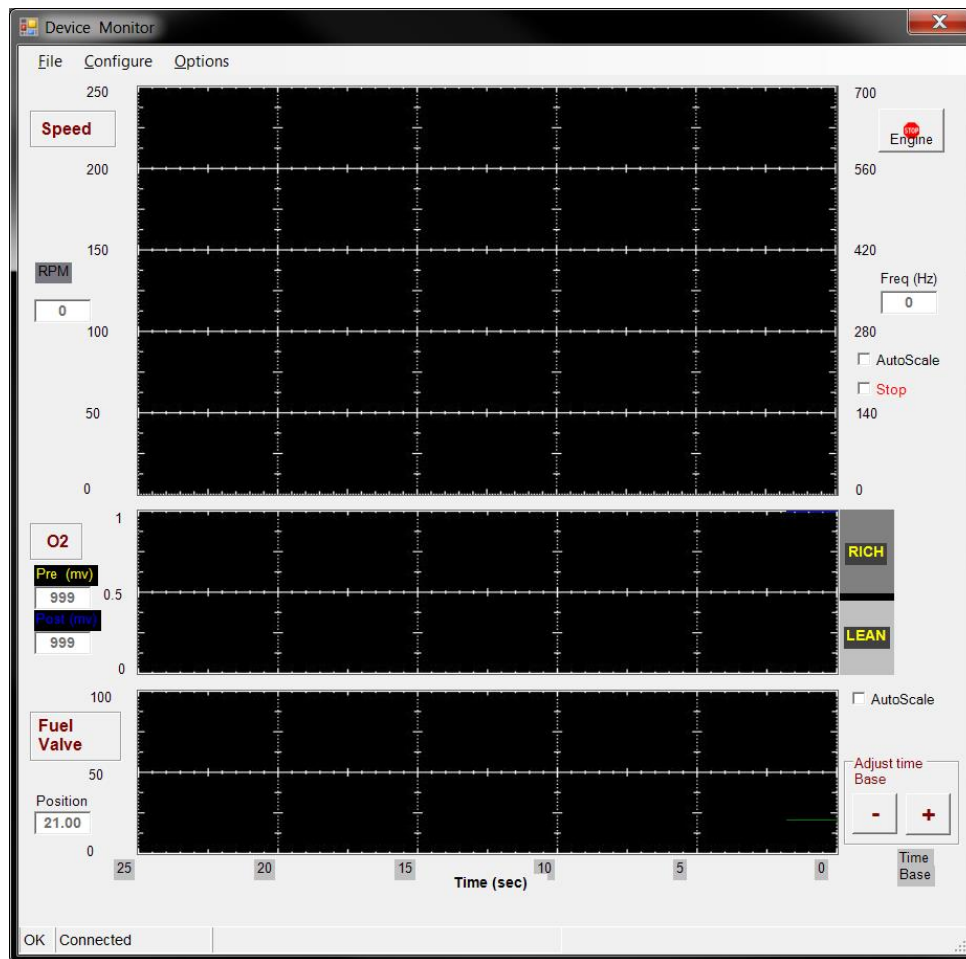 Device Monitor
X
File Configure Options
250
700
Speed
STOP
Engine
200
560
150
420
RPM
Freq (Hz)
0
0
100
280
AutoScale
Stop
50
140
0
0
1
O2
RICH
Pre (mv)
999
0.5
Post (mv)
999
LEAN
0
100
AutoScale
Fuel
Valve
50
Adjust time
Base
Position
21.00
- +
0
25 20 15 10 5 0
Time
Base
Time (sec)
OK Connected